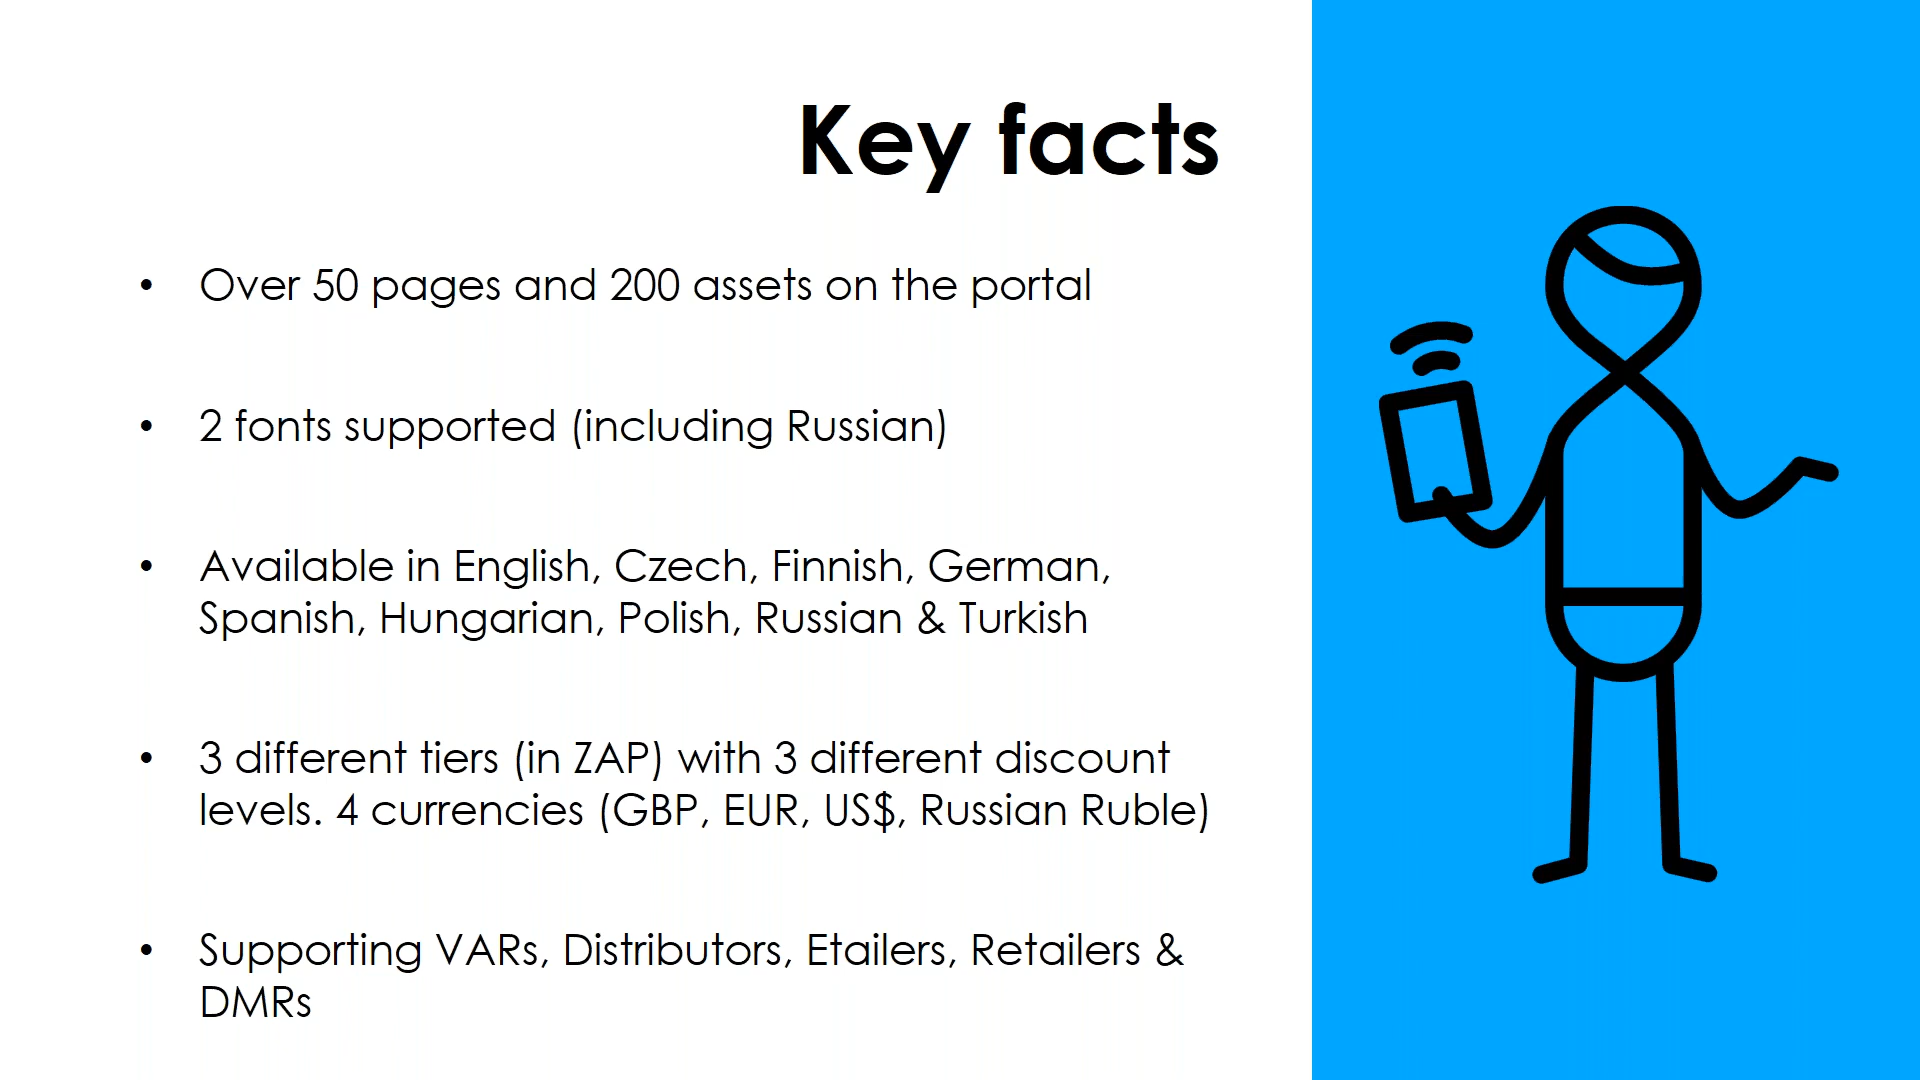 Key facts
• Over 50 pages and 200 assets on the portal
• 2 fonts supported (including Russian)
• Available in English, Czech, Finnish, German,
Spanish, Hungarian, Polish, Russian & Turkish
• 3 different tiers (in ZAP) with 3 different discount
levels. 4 currencies (GBP, EUR, US$, Russian Ruble)
• Supporting VARs, Distributors, Etailers, Retailers &
DMRs